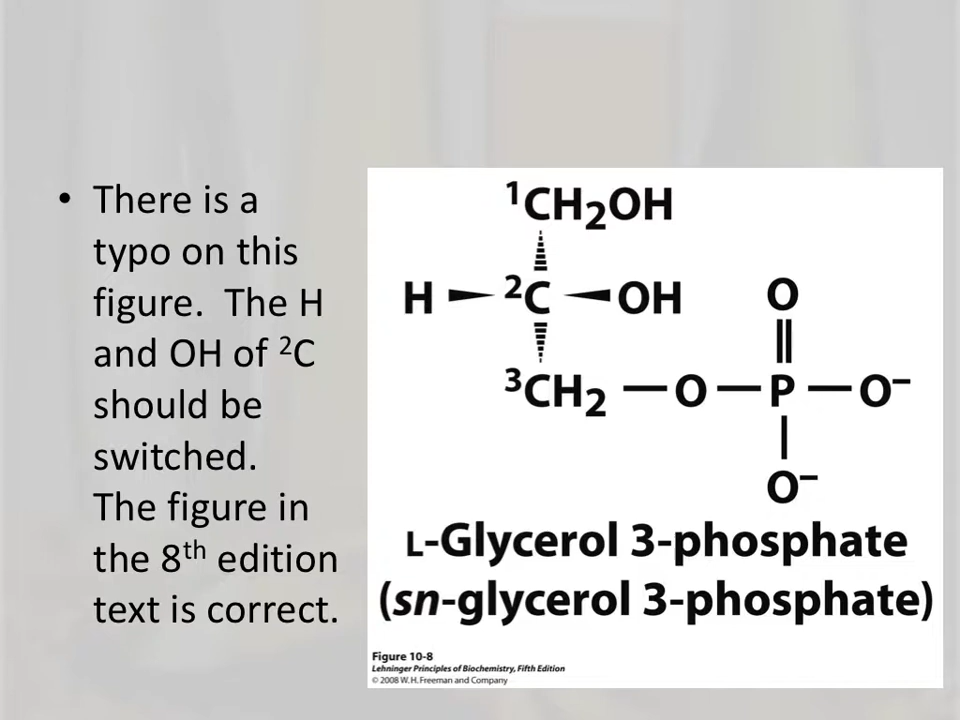 • There is a
typo on this
figure.  The H
and OH of ²C
should be
switched.
The figure in
the 8th edition
text is correct.
¹CH₂OH
H ²C OH O
³CH₂ — O — P — O⁻
O⁻
L-Glycerol 3-phosphate
(sn-glycerol 3-phosphate)
Figure 10-8
Lehninger Principles of Biochemistry, Fifth Edition
© 2008 W. H. Freeman and Company